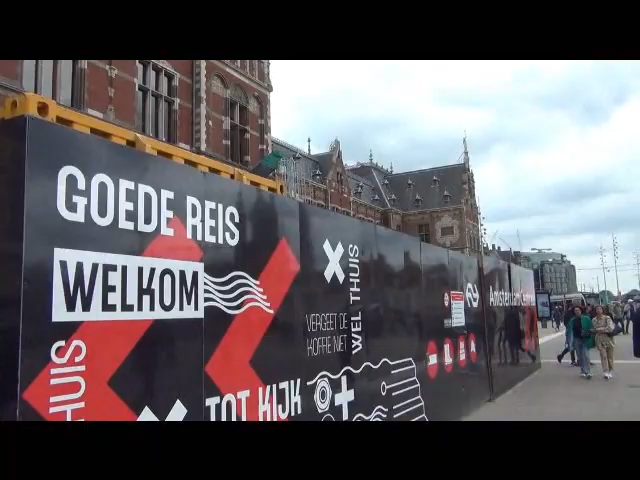 GOEDE REIS
WELKOM
THUIS
TOT KIJK
WEL THUIS
VERGEET DE
KOFFIE NIET
Amsterdam Centraal